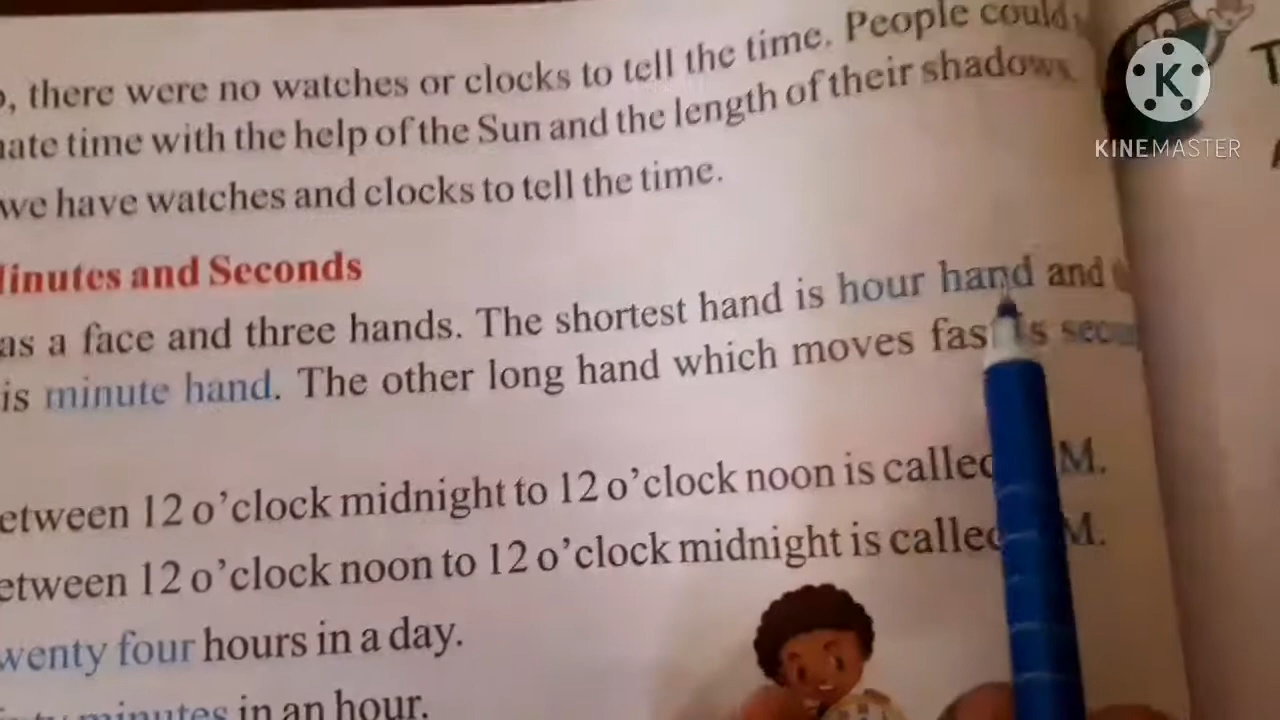 there were no watches or clocks to tell the time. People could
time with the help of the Sun and the length of their shadows
we have watches and clocks to tell the time.
Minutes and Seconds
as a face and three hands. The shortest hand is hour hand and
is minute hand. The other long hand which moves fast is
etween 12 o'clock midnight to 12 o'clock noon is called M.
etween 12 o'clock noon to 12 o'clock midnight is called M.
wenty four hours in a day.
minutes in an hour.
K
KINEMASTER